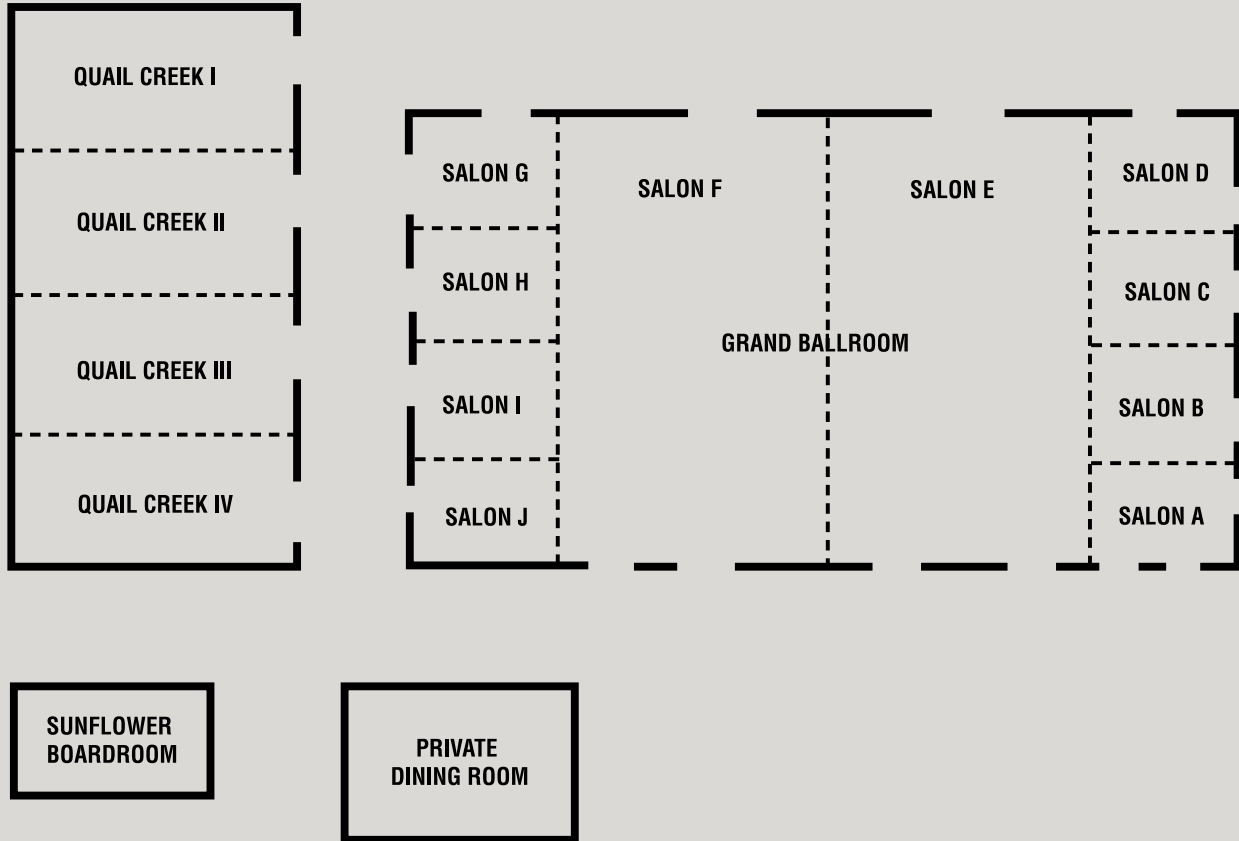 QUAIL CREEK I
QUAIL CREEK II
QUAIL CREEK III
QUAIL CREEK IV
SALON G
SALON H
SALON I
SALON J
SALON F
SALON E
GRAND BALLROOM
SALON D
SALON C
SALON B
SALON A
SUNFLOWER
BOARDROOM
PRIVATE
DINING ROOM